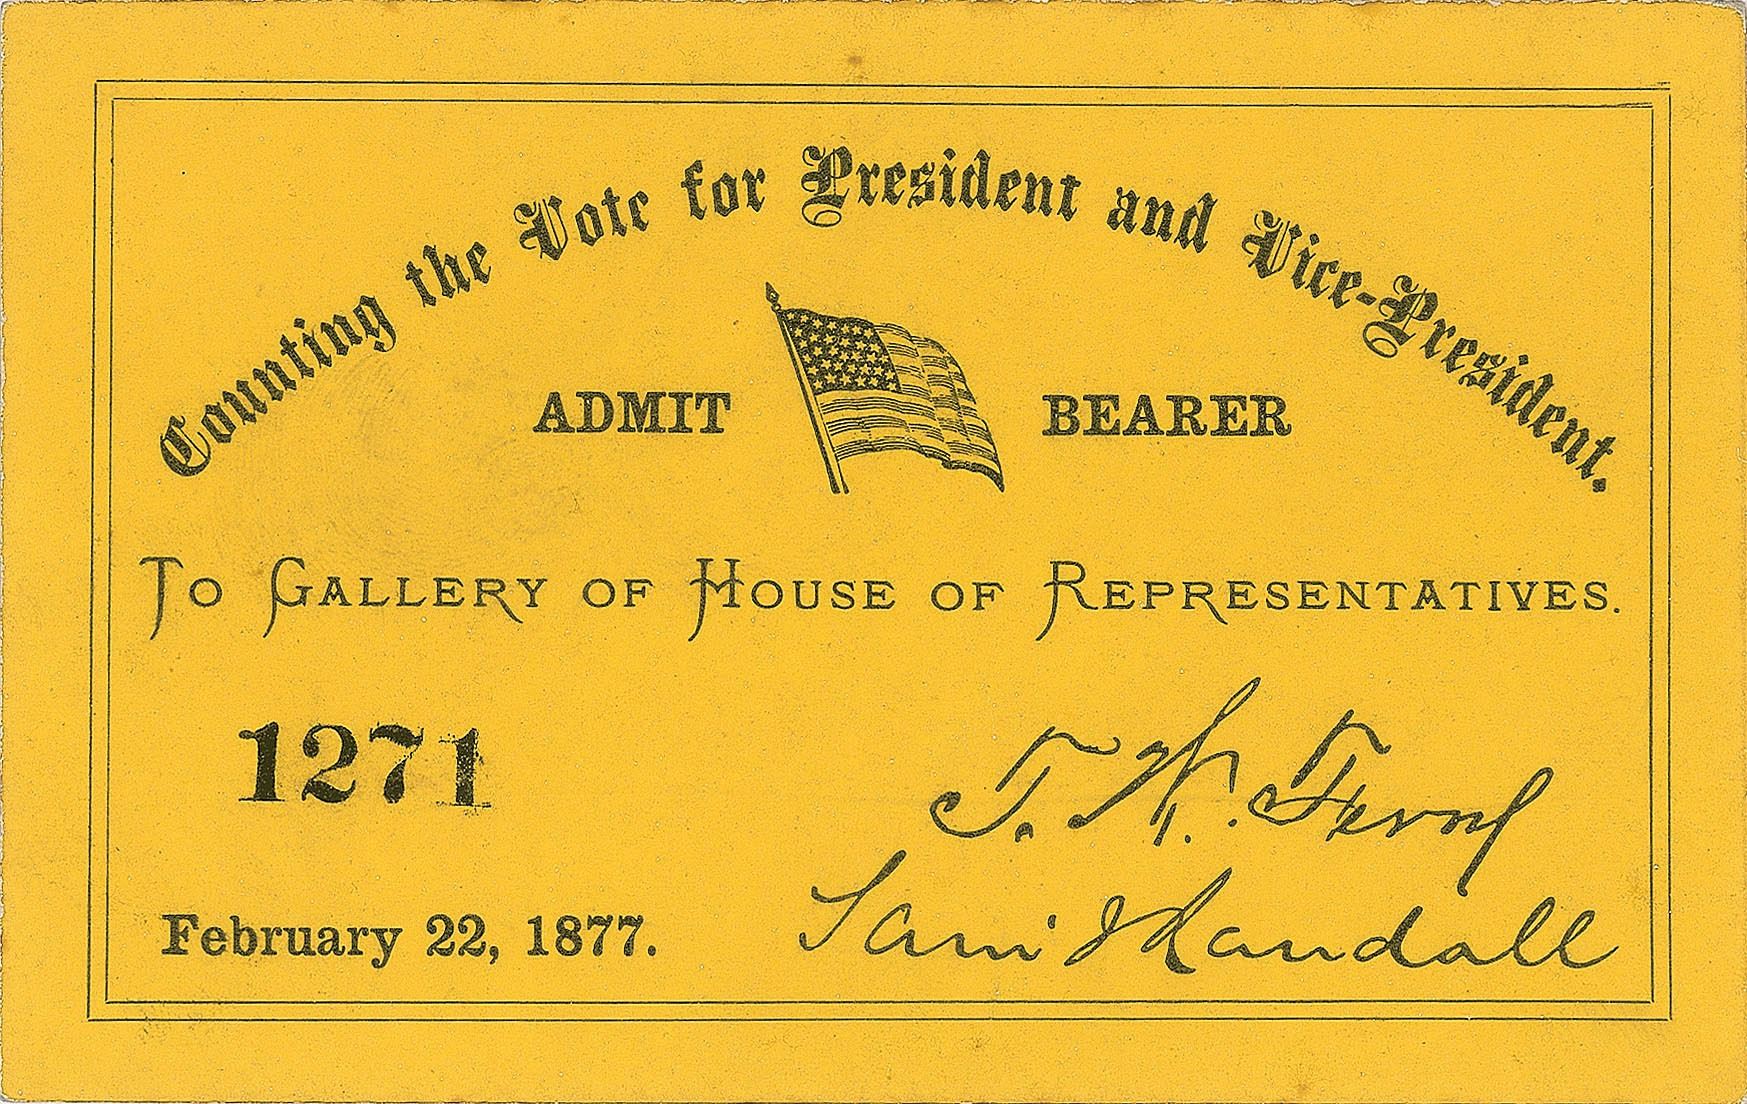 Counting the Vote for President and Vice-President.
ADMIT BEARER
To Gallery of House of Representatives.
1271
T. W. Ferry
February 22, 1877.
Sam J Randall